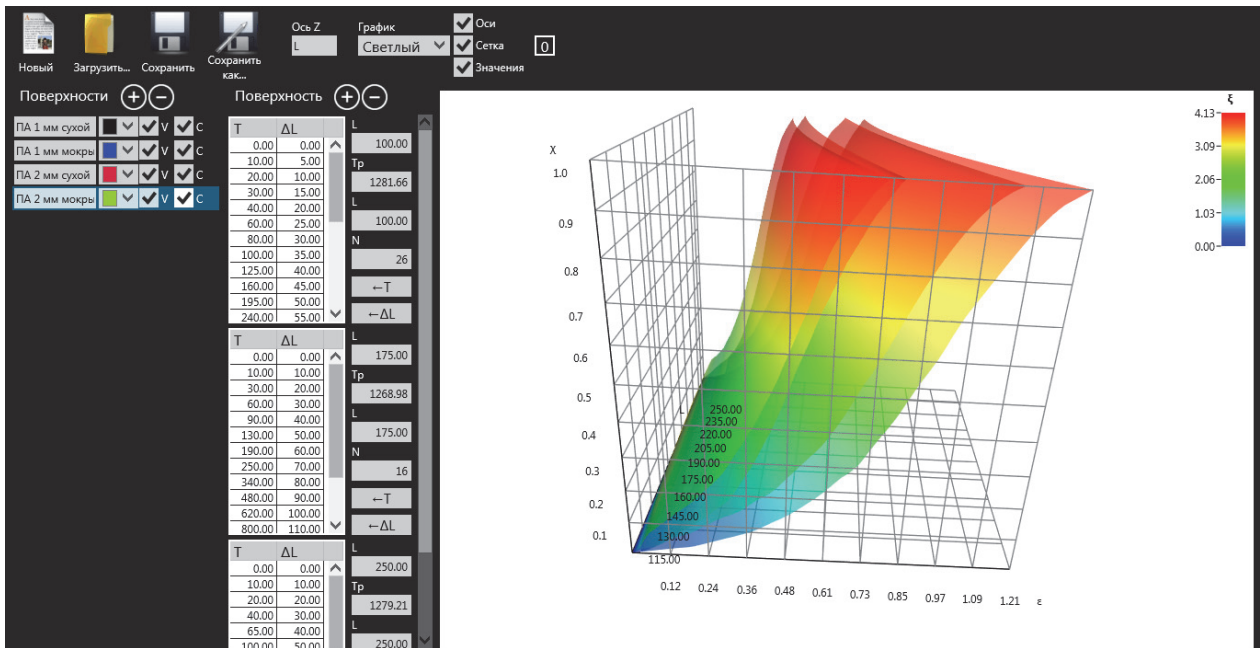 Новый
Загрузить...
Сохранить
Сохранить как...
Ось Z
L
График
Светлый
Оси
Сетка
Значения
0
Поверхности
ПА 1 мм сухой V C
ПА 1 мм мокры V C
ПА 2 мм сухой V C
ПА 2 мм мокры V C
Поверхность
T ΔL
0.00 0.00
10.00 5.00
20.00 10.00
30.00 15.00
40.00 20.00
60.00 25.00
80.00 30.00
100.00 35.00
125.00 40.00
160.00 45.00
195.00 50.00
240.00 55.00
L
100.00
Tp
1281.66
L
100.00
N
26
←T
←ΔL
T ΔL
0.00 0.00
10.00 10.00
30.00 20.00
60.00 30.00
90.00 40.00
130.00 50.00
190.00 60.00
250.00 70.00
340.00 80.00
480.00 90.00
620.00 100.00
800.00 110.00
L
175.00
Tp
1268.98
L
175.00
N
16
←T
←ΔL
T ΔL
0.00 0.00
10.00 10.00
20.00 20.00
40.00 30.00
65.00 40.00
100.00 50.00
L
250.00
Tp
1279.21
L
250.00
X
1.0
0.9
0.8
0.7
0.6
0.5
0.4
0.3
0.2
0.1
L
250.00
235.00
220.00
205.00
190.00
175.00
160.00
145.00
130.00
115.00
0.12 0.24 0.36 0.48 0.61 0.73 0.85 0.97 1.09 1.21 ε
ξ
4.13
3.09
2.06
1.03
0.00